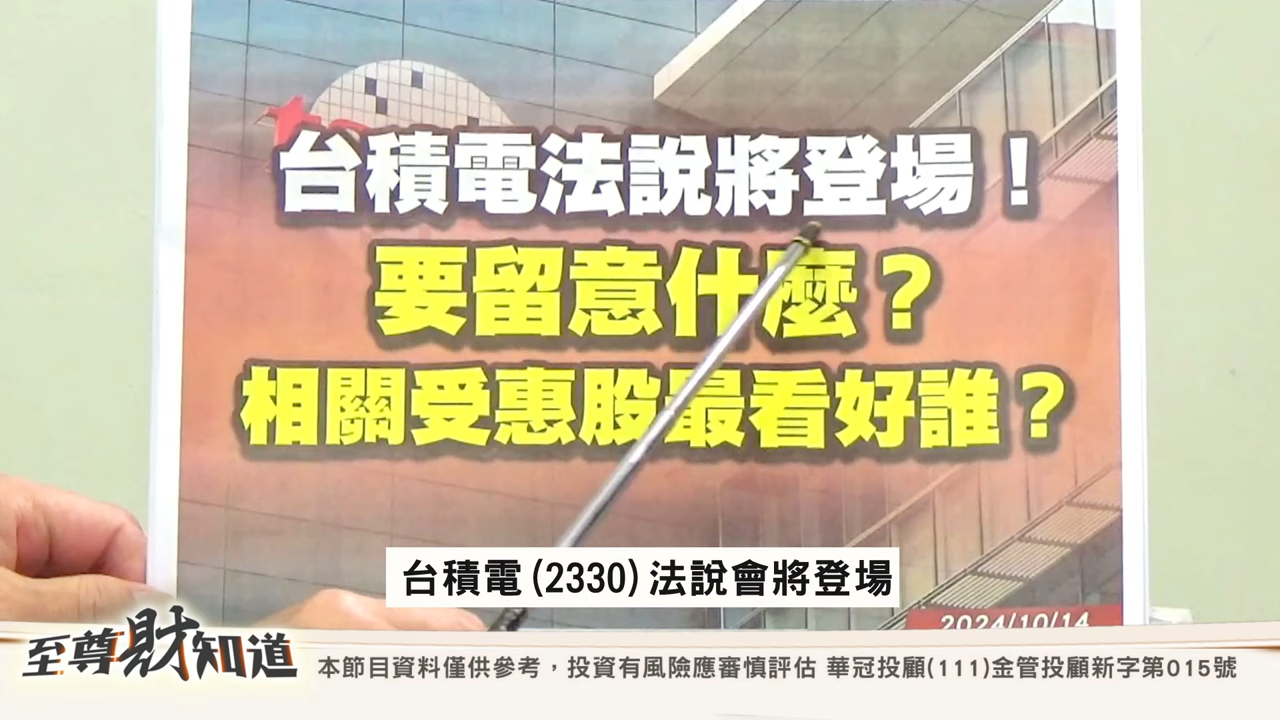 台積電法說將登場！
要留意什麼？
相關受惠股最看好誰？
台積電(2330)法說會將登場
2024/10/14
至尊財知道
本節目資料僅供參考，投資有風險應審慎評估 華冠投顧(111)金管投顧新字第015號